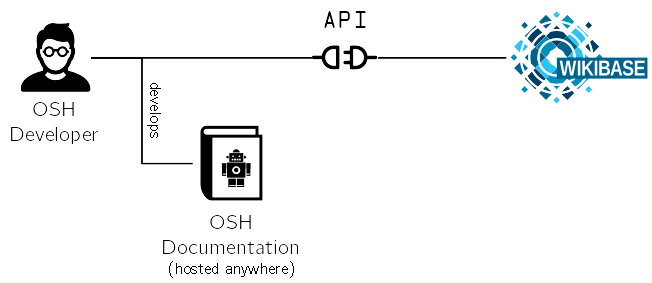 API
WIKIBASE
OSH
Developer
develops
OSH
Documentation
(hosted anywhere)